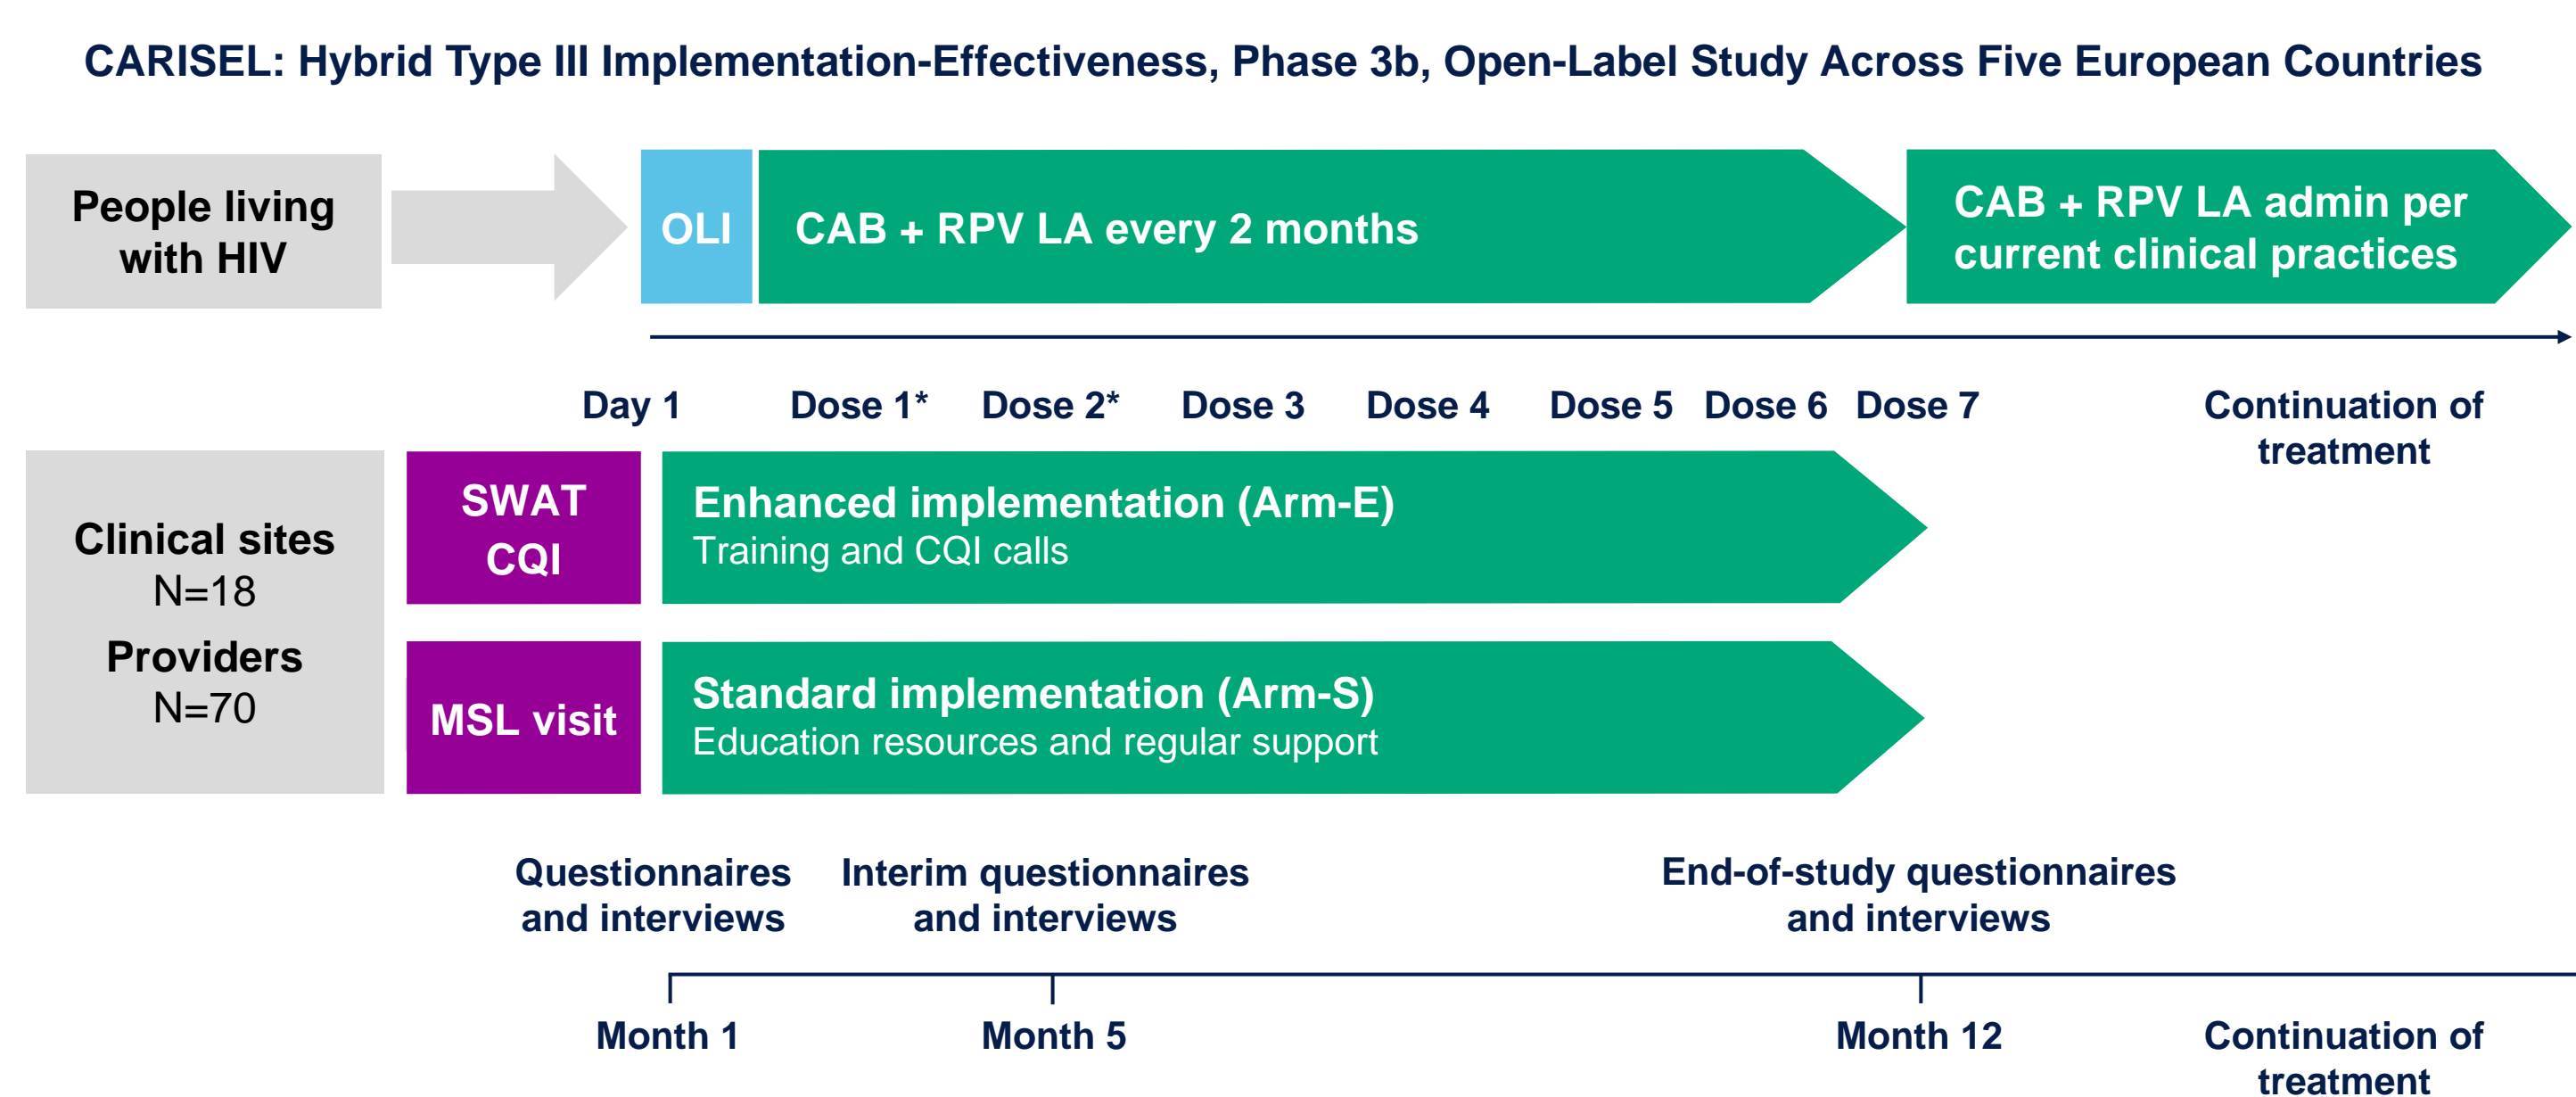 CARISEL: Hybrid Type III Implementation-Effectiveness, Phase 3b, Open-Label Study Across Five European Countries
People living
with HIV
OLI
CAB + RPV LA every 2 months
CAB + RPV LA admin per
current clinical practices
Day 1
Dose 1*
Dose 2*
Dose 3
Dose 4
Dose 5
Dose 6
Dose 7
Continuation of
treatment
Clinical sites
N=18
Providers
N=70
SWAT
CQI
Enhanced implementation (Arm-E)
Training and CQI calls
MSL visit
Standard implementation (Arm-S)
Education resources and regular support
Questionnaires
and interviews
Interim questionnaires
and interviews
End-of-study questionnaires
and interviews
Month 1
Month 5
Month 12
Continuation of
treatment